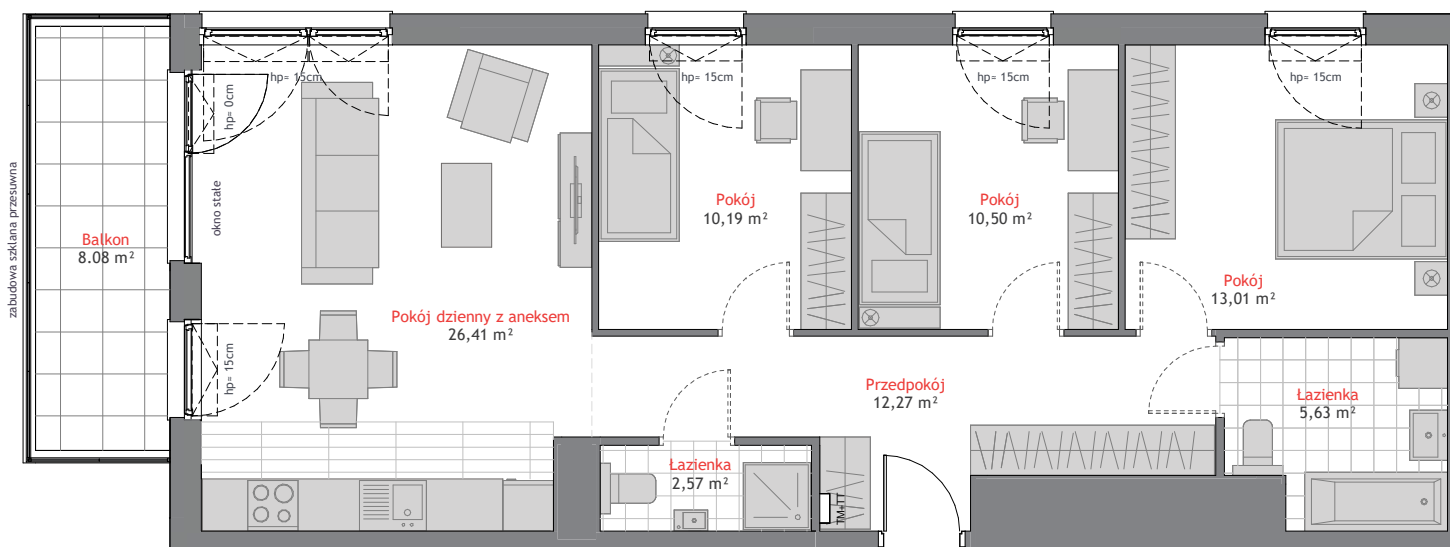 hp= 15cm
hp= 15cm
hp= 15cm
hp= 15cm
hp= 0cm
okno stałe
zabudowa szklana przesuwna
Balkon
8.08 m²
Pokój
10,19 m²
Pokój
10,50 m²
Pokój
13,01 m²
Pokój dzienny z aneksem
26,41 m²
hp= 15cm
Przedpokój
12,27 m²
Łazienka
5,63 m²
Łazienka
2,57 m²
TM+TT